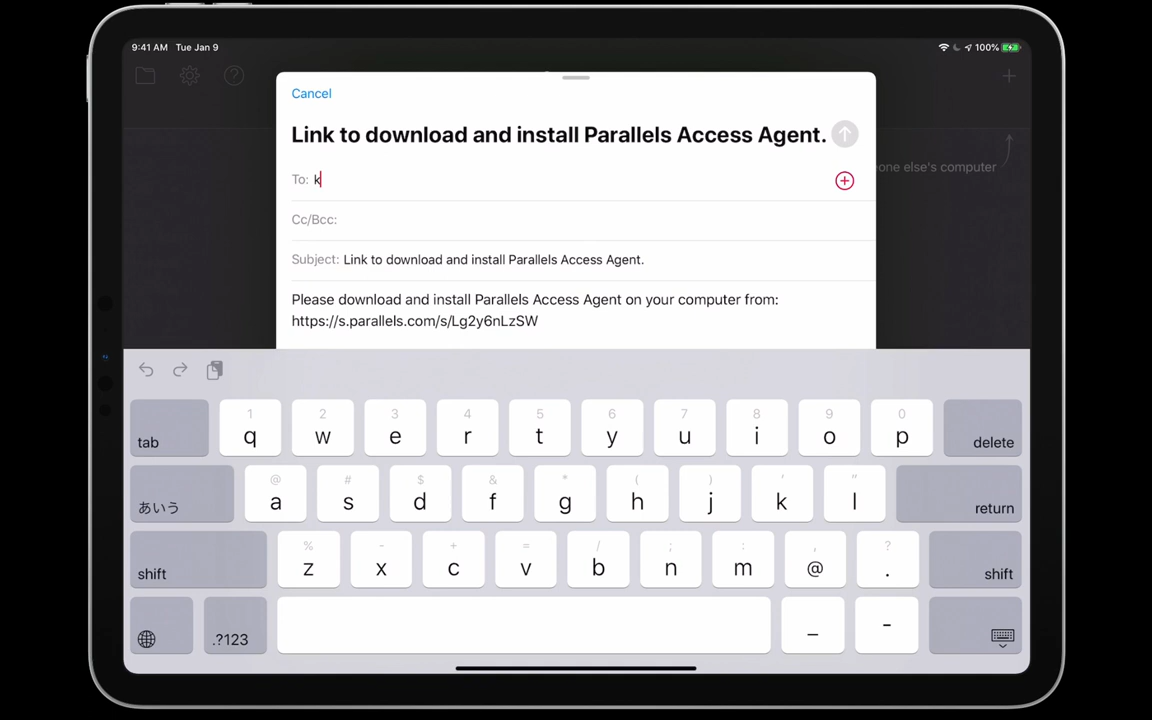 9:41 AM Tue Jan 9
100%
Cancel
Link to download and install Parallels Access Agent.
To: k
one else's computer
Cc/Bcc:
Subject: Link to download and install Parallels Access Agent.
Please download and install Parallels Access Agent on your computer from:
https://s.parallels.com/s/Lg2y6nLzSW
1 2 3 4 5 6 7 8 9 0
tab q w e r t y u i o p delete
@ # $ & * ( ) ' "
あいう a s d f g h j k l return
% - + = / ; : , ?
shift z x c v b n m @ . shift
.?123 _ -